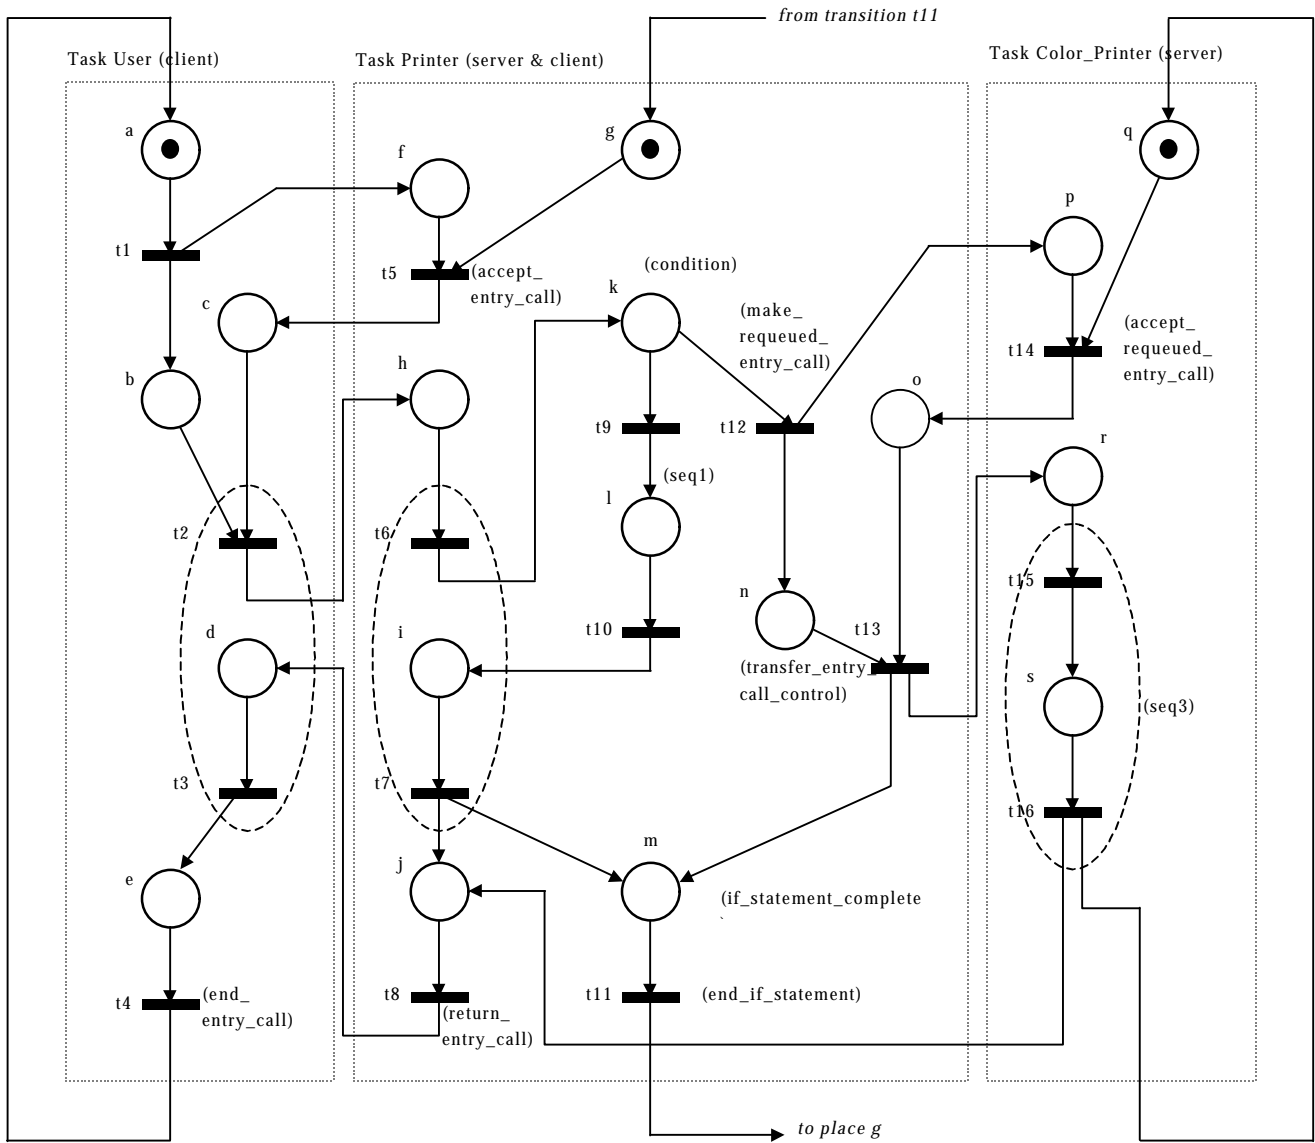 from transition t11
Task User (client)
Task Printer (server & client)
Task Color_Printer (server)
a
g
q
f
p
t1
t5
(accept_
entry_call)
(condition)
k
c
(make_
requeued_
entry_call)
(accept_
requeued_
entry_call)
t14
b
h
o
t9
t12
r
(seq1)
l
t2
t6
t15
n
t13
t10
d
i
(transfer_entry_
call_control)
s
(seq3)
t3
t7
t16
m
j
e
(if_statement_complete
t4
(end_
entry_call)
t8
(return_
entry_call)
t11
(end_if_statement)
to place g